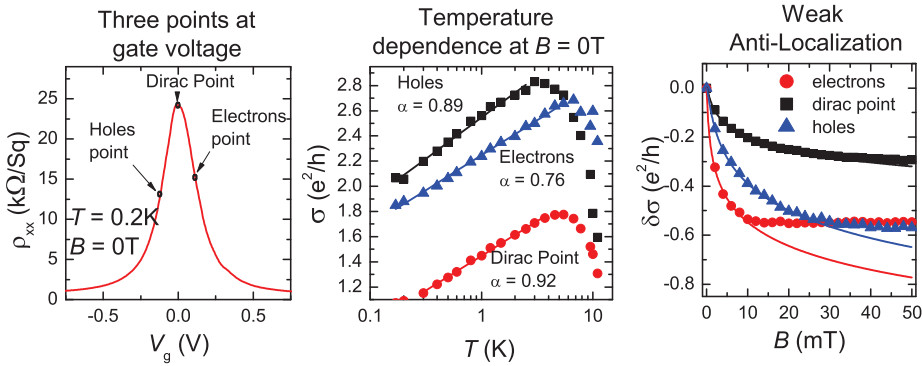 Three points at
gate voltage
Dirac Point
Holes
point
Electrons
point
T = 0.2K
B = 0T
ρxx (kΩ/Sq)
25
20
15
10
5
0
-0.5 0.0 0.5
Vg (V)
Temperature
dependence at B = 0T
Holes
α = 0.89
Electrons
α = 0.76
Dirac Point
α = 0.92
σ (e²/h)
2.8
2.6
2.4
2.2
2.0
1.8
1.6
1.4
1.2
0.1 1 10
T (K)
Weak
Anti-Localization
electrons
dirac point
holes
δσ (e²/h)
0.0
-0.2
-0.4
-0.6
-0.8
0 10 20 30 40 50
B (mT)